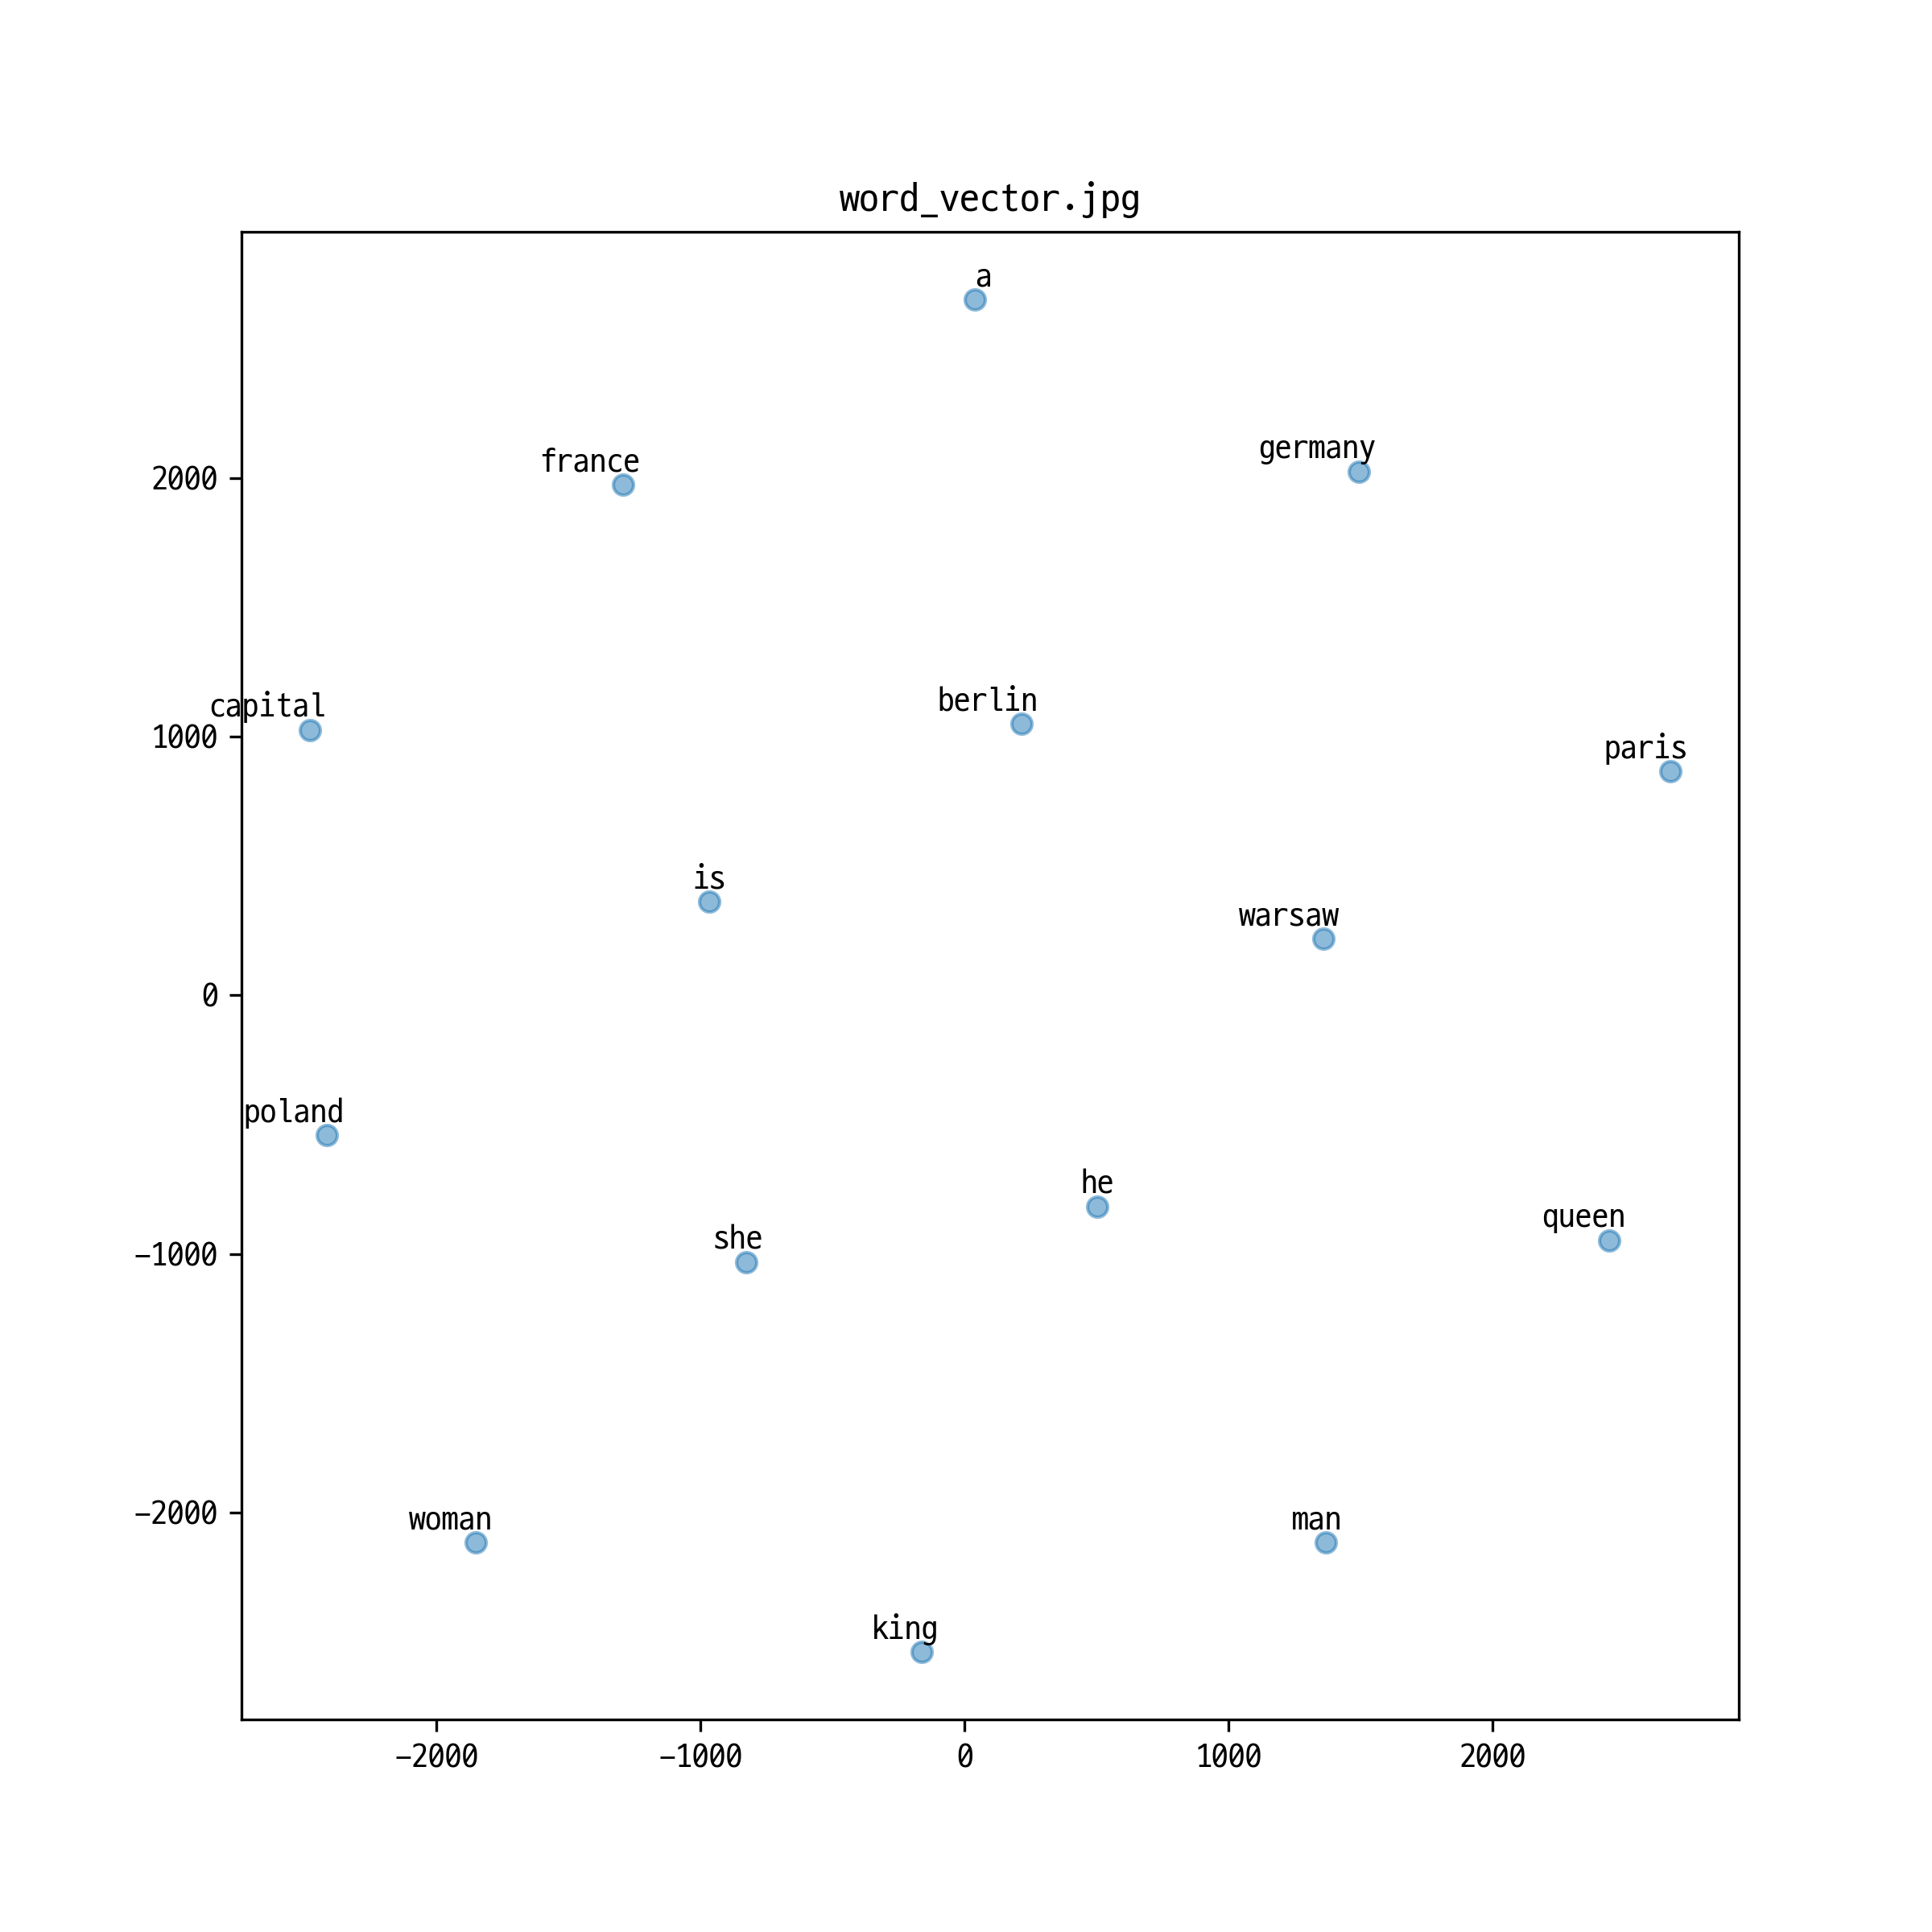 word_vector.jpg
a
germany
france
2000
berlin
capital
1000
paris
is
warsaw
0
poland
he
queen
she
−1000
−2000
woman
man
king
−2000
−1000
0
1000
2000